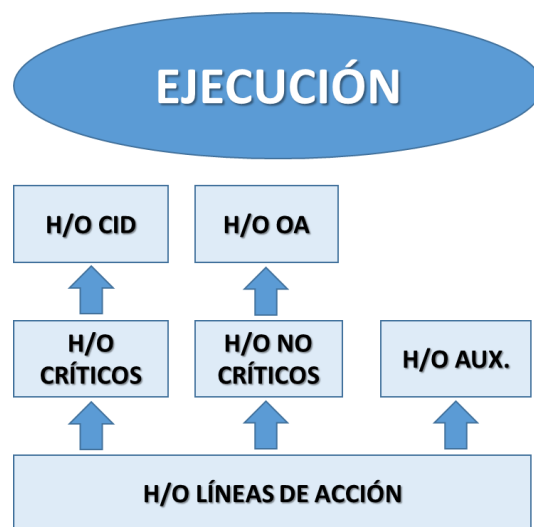 EJECUCIÓN
H/O CID
H/O OA
H/O
CRÍTICOS
H/O NO
CRÍTICOS
H/O AUX.
H/O LÍNEAS DE ACCIÓN